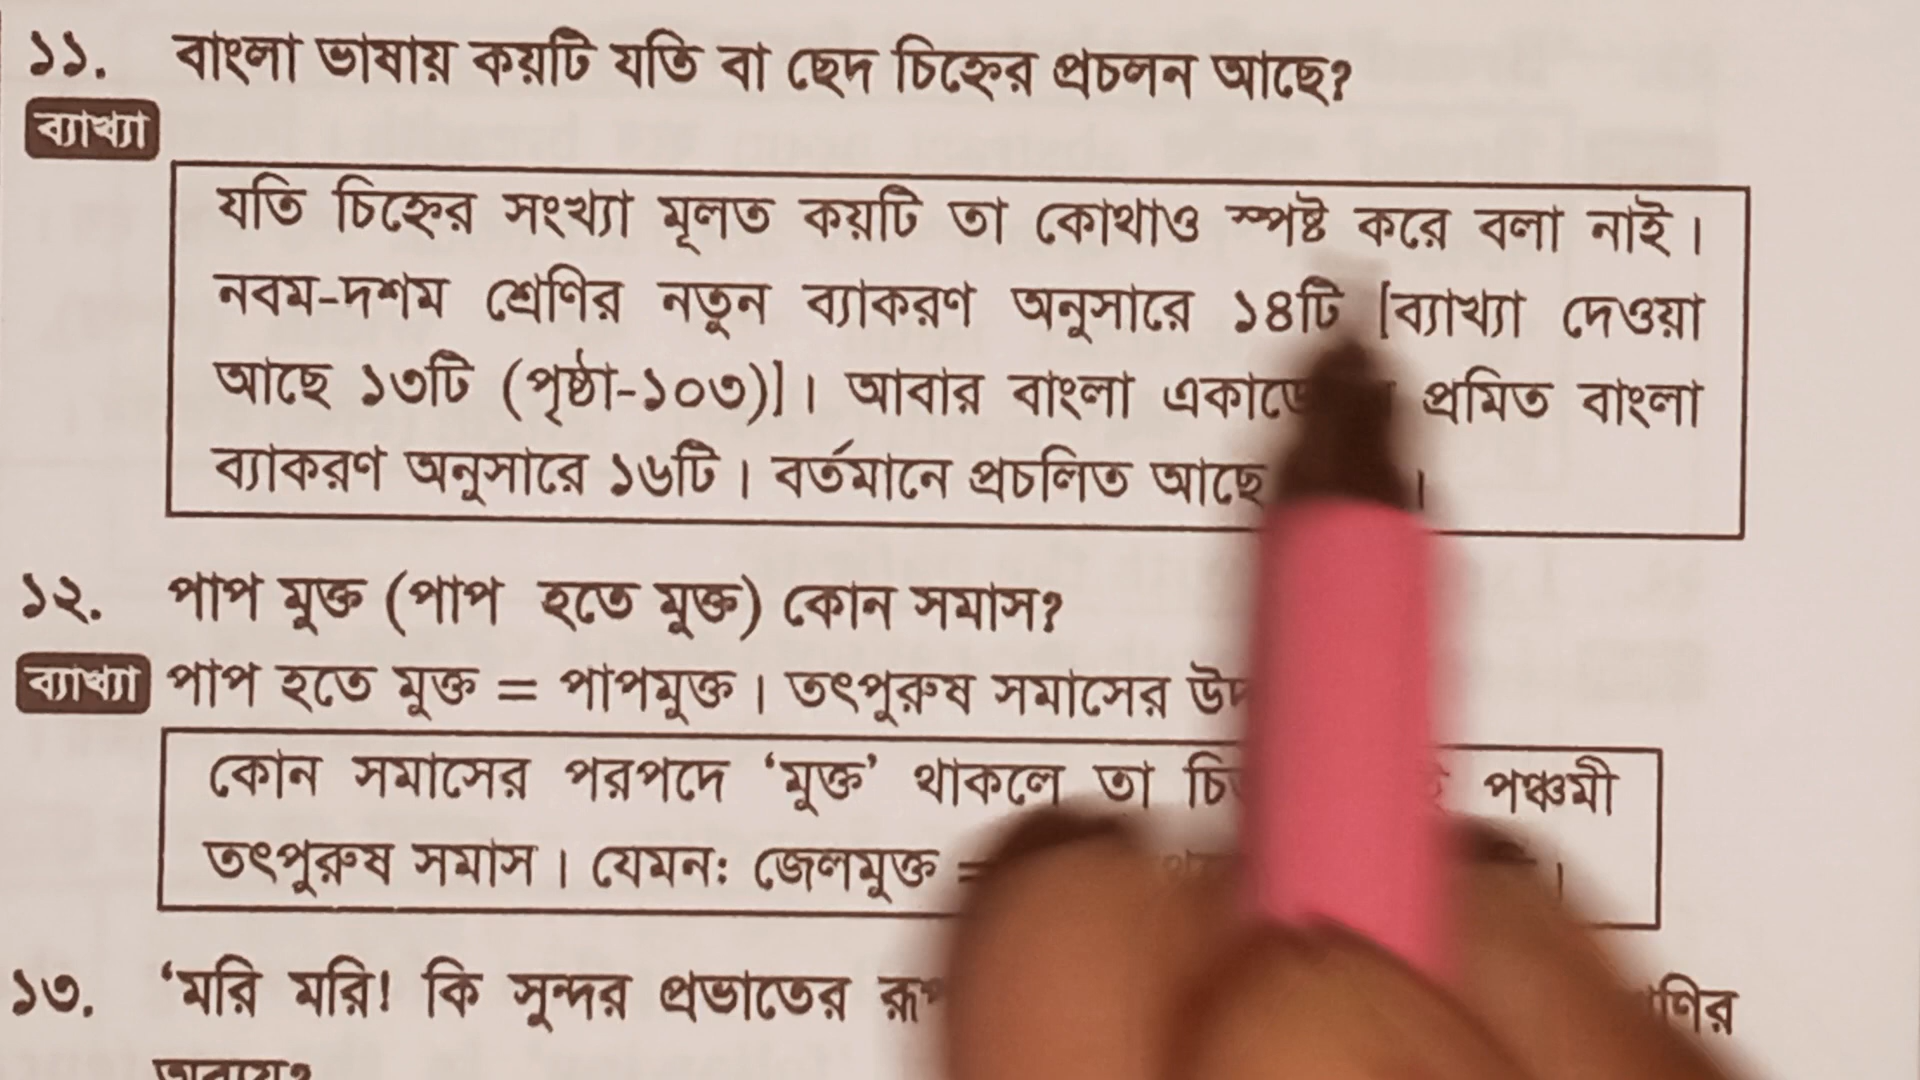 ১১. বাংলা ভাষায় কয়টি যতি বা ছেদ চিহ্নের প্রচলন আছে?
ব্যাখ্যা
যতি চিহ্নের সংখ্যা মূলত কয়টি তা কোথাও স্পষ্ট করে বলা নাই।
নবম-দশম শ্রেণির নতুন ব্যাকরণ অনুসারে ১৪টি [ব্যাখ্যা দেওয়া
আছে ১৩টি (পৃষ্ঠা-১০৩)]। আবার বাংলা প্রমিত বাংলা
ব্যাকরণ অনুসারে ১৬টি। বর্তমানে প্রচলিত আছে ।
১২. পাপ মুক্ত (পাপ হতে মুক্ত) কোন সমাস?
ব্যাখ্যা পাপ হতে মুক্ত = পাপমুক্ত। তৎপুরুষ সমাসের
কোন সমাসের পরপদে ‘মুক্ত’ থাকলে তা পঞ্চমী
তৎপুরুষ সমাস। যেমন: জেলমুক্ত =
১৩. ‘মরি মরি! কি সুন্দর প্রভাতের